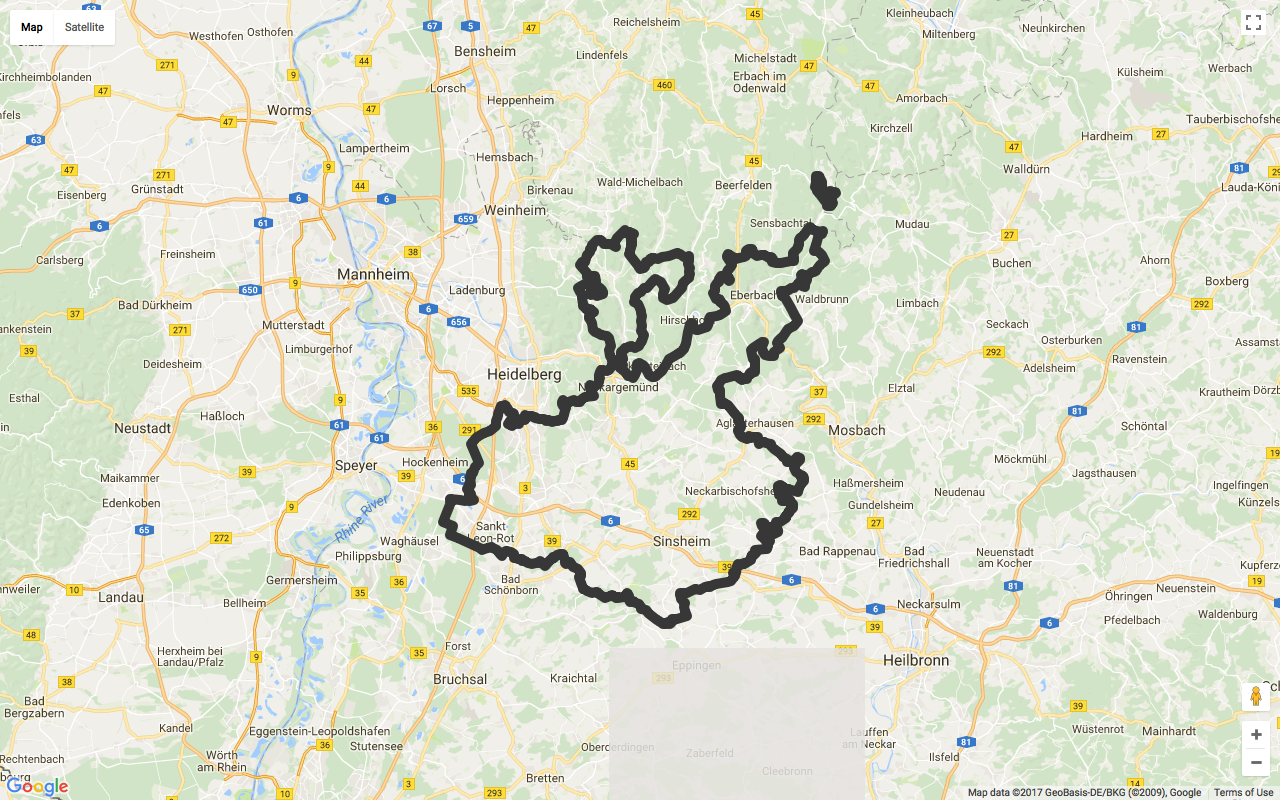 Map
Satellite
Westhofen
Osthofen
Bensheim
Reichelsheim
Lindenfels
Michelstadt
Erbach im
Odenwald
Kleinheubach
Miltenberg
Neunkirchen
Külsheim
Werbach
Kirchheimbolanden
Lorsch
Heppenheim
Amorbach
Worms
Lampertheim
Hemsbach
Kirchzell
Hardheim
Tauberbischofsheim
Walldürn
Eisenberg
Grünstadt
Birkenau
Wald-Michelbach
Beerfelden
Lauda-Köni
Weinheim
Sensbachtal
Mudau
Carlsberg
Freinsheim
Mannheim
Ladenburg
Buchen
Ahorn
Boxberg
Bad Dürkheim
Eberbach
Waldbrunn
Limbach
Mutterstadt
Hirschho
Seckach
Limburgerhof
Osterburken
Assamsta
Deidesheim
Adelsheim
Ravenstein
Heidelberg
Neckargemünd
Elztal
Krautheim
Dörzb
Esthal
Haßloch
Aglasterhausen
Mosbach
Schöntal
Neustadt
Hockenheim
Speyer
Möckmühl
Jagsthausen
Maikammer
Haßmersheim
Neckarbischofshe
Neudenau
Ingelfingen
Edenkoben
Gundelsheim
Künzels
Rhine River
Sankt
Leon-Rot
Waghäusel
Sinsheim
Philippsburg
Bad Rappenau
Bad
Friedrichshall
Neuenstadt
am Kocher
Kupferze
Germersheim
Bad
Schönborn
Neuenstein
Landau
Bellheim
Neckarsulm
Öhringen
Waldenburg
Pfedelbach
Herxheim bei
Landau/Pfalz
Forst
Bruchsal
Kraichtal
Eppingen
Heilbronn
Bad
Bergzabern
Kandel
Eggenstein-Leopoldshafen
Stutensee
Oberderdingen
Zaberfeld
Lauffen
am Neckar
Wüstenrot
Mainhardt
Ilsfeld
Rechtenbach
Wörth
am Rhein
Bretten
Cleebronn
Google
Map data ©2017 GeoBasis-DE/BKG (©2009), Google
Terms of Use